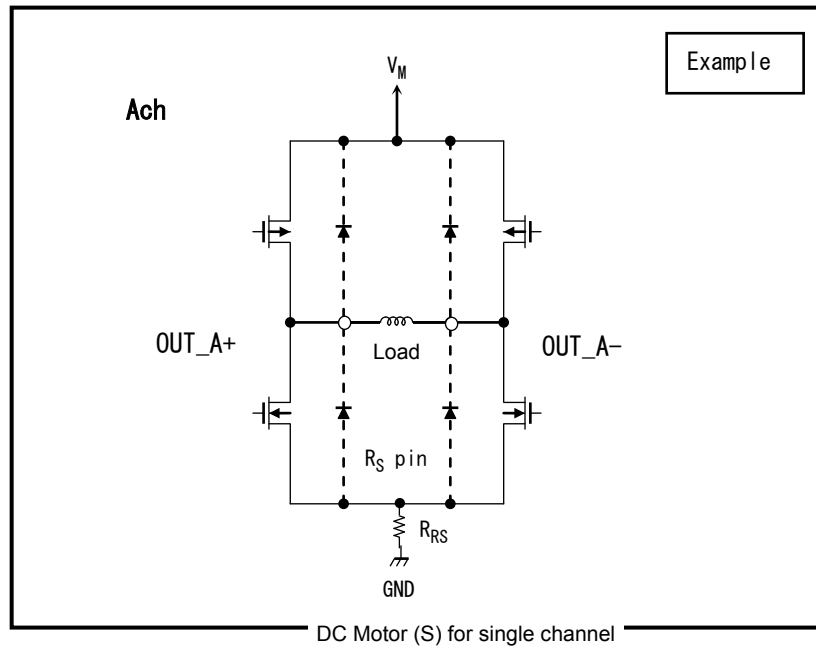 Example
V_M
Ach
OUT_A+
Load
OUT_A-
R_S pin
R_RS
GND
DC Motor (S) for single channel